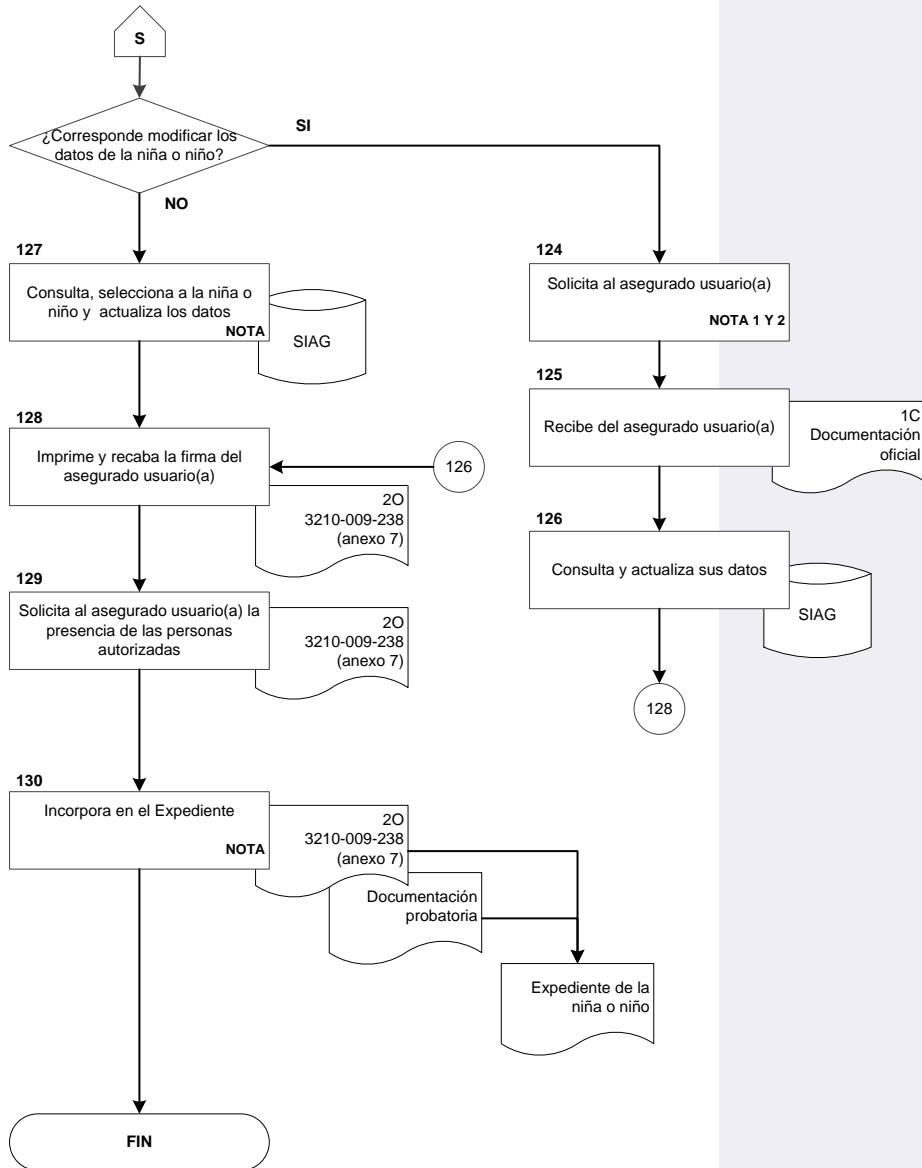 S
¿Corresponde modificar los
datos de la niña o niño?
SI
NO
127
Consulta, selecciona a la niña o
niño y actualiza los datos
NOTA
SIAG
128
Imprime y recaba la firma del
asegurado usuario(a)
126
2O
3210-009-238
(anexo 7)
129
Solicita al asegurado usuario(a) la
presencia de las personas
autorizadas
2O
3210-009-238
(anexo 7)
130
Incorpora en el Expediente
NOTA
2O
3210-009-238
(anexo 7)
Documentación
probatoria
Expediente de la
niña o niño
FIN
124
Solicita al asegurado usuario(a)
NOTA 1 Y 2
125
Recibe del asegurado usuario(a)
1C
Documentación
oficial
126
Consulta y actualiza sus datos
SIAG
128